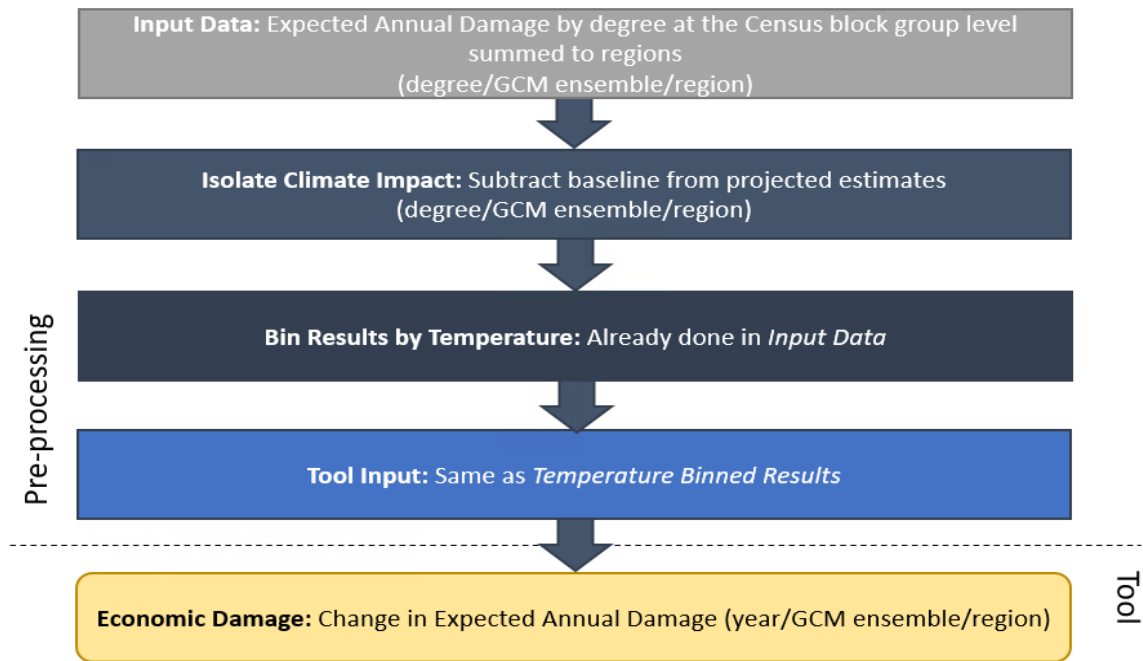 Input Data: Expected Annual Damage by degree at the Census block group level
summed to regions
(degree/GCM ensemble/region)
Isolate Climate Impact: Subtract baseline from projected estimates
(degree/GCM ensemble/region)
Bin Results by Temperature: Already done in Input Data
Pre-processing
Tool Input: Same as Temperature Binned Results
Tool
Economic Damage: Change in Expected Annual Damage (year/GCM ensemble/region)